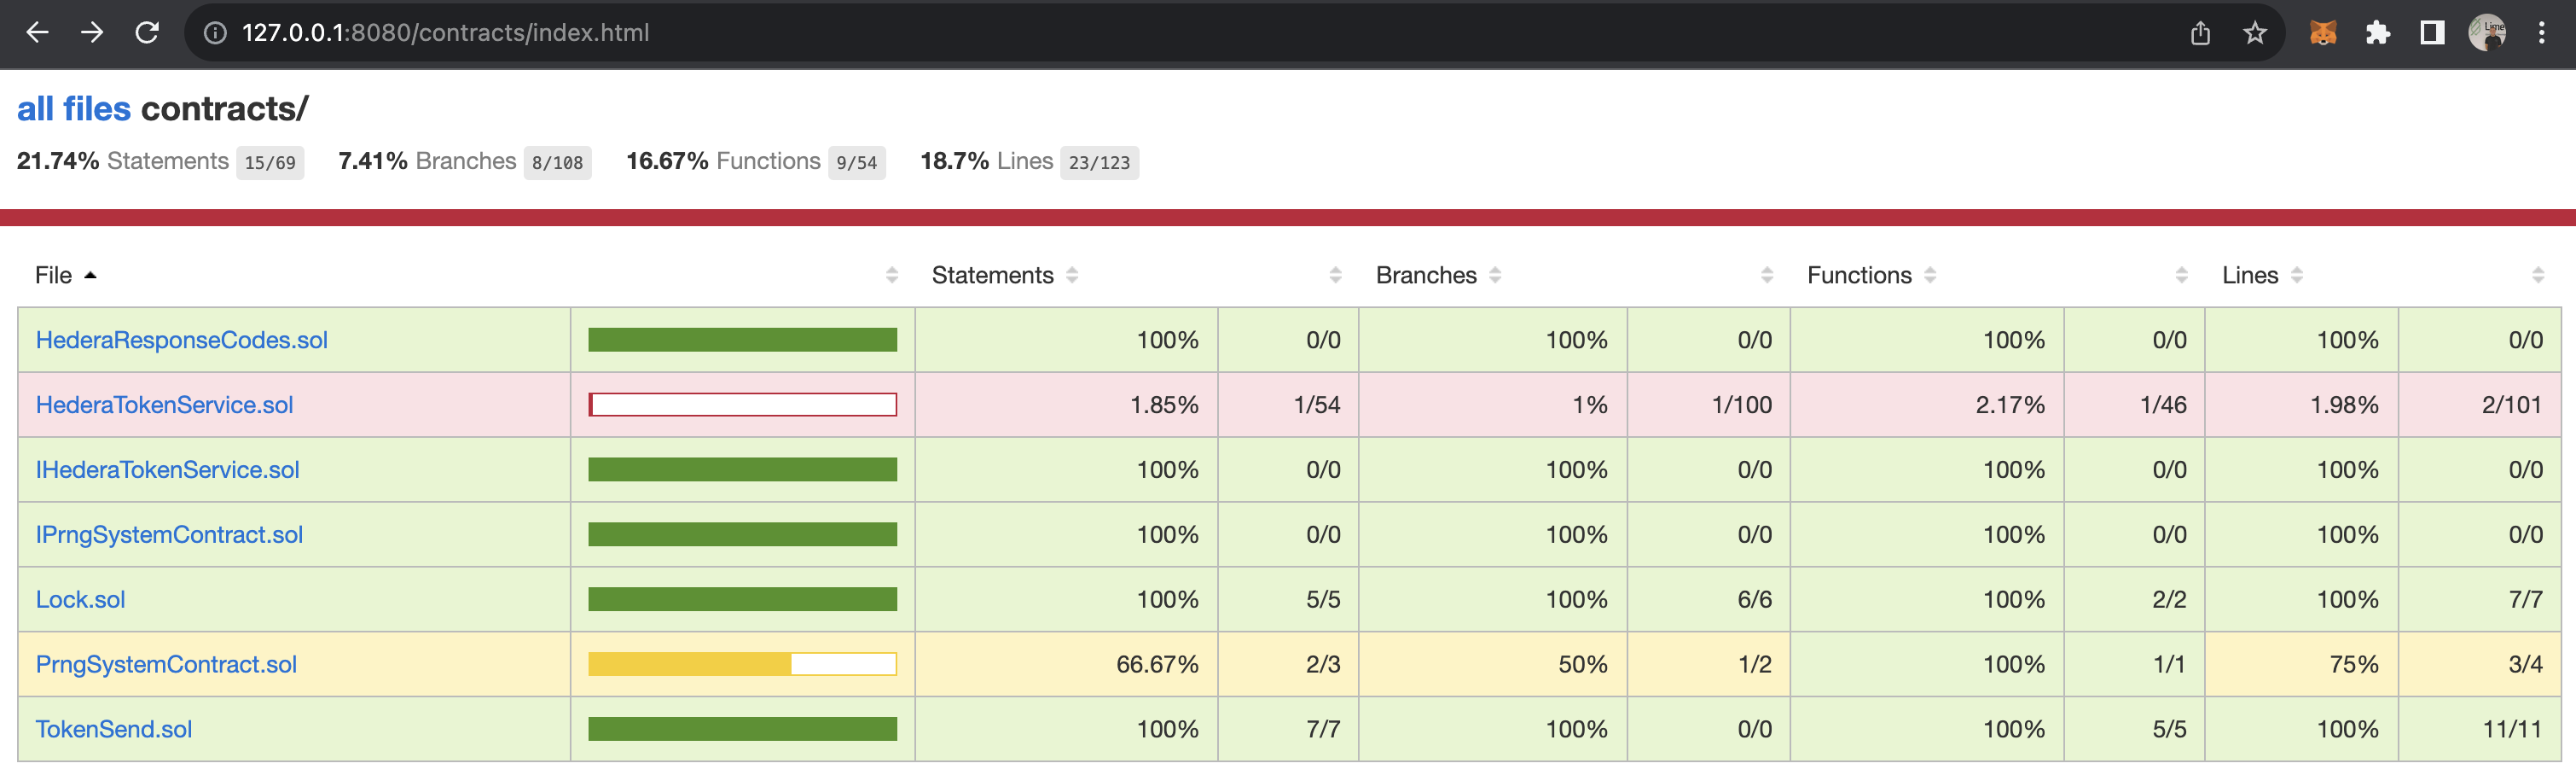 127.0.0.1:8080/contracts/index.html
Lime
all files contracts/
21.74% Statements 15/69 7.41% Branches 8/108 16.67% Functions 9/54 18.7% Lines 23/123
File Statements Branches Functions Lines
HederaResponseCodes.sol 100% 0/0 100% 0/0 100% 0/0 100% 0/0
HederaTokenService.sol 1.85% 1/54 1% 1/100 2.17% 1/46 1.98% 2/101
IHederaTokenService.sol 100% 0/0 100% 0/0 100% 0/0 100% 0/0
IPrngSystemContract.sol 100% 0/0 100% 0/0 100% 0/0 100% 0/0
Lock.sol 100% 5/5 100% 6/6 100% 2/2 100% 7/7
PrngSystemContract.sol 66.67% 2/3 50% 1/2 100% 1/1 75% 3/4
TokenSend.sol 100% 7/7 100% 0/0 100% 5/5 100% 11/11